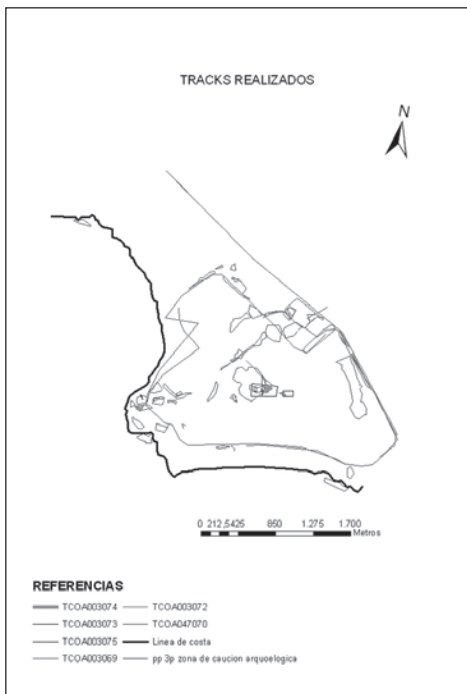 TRACKS REALIZADOS
N
0 212,5425 850 1.275 1.700
Metros
REFERENCIAS
TCOA003074 TCOA003072
TCOA003073 TCOA047070
TCOA003075 Linea de costa
TCOA003069 pp 3p zona de caucion arquoelogica